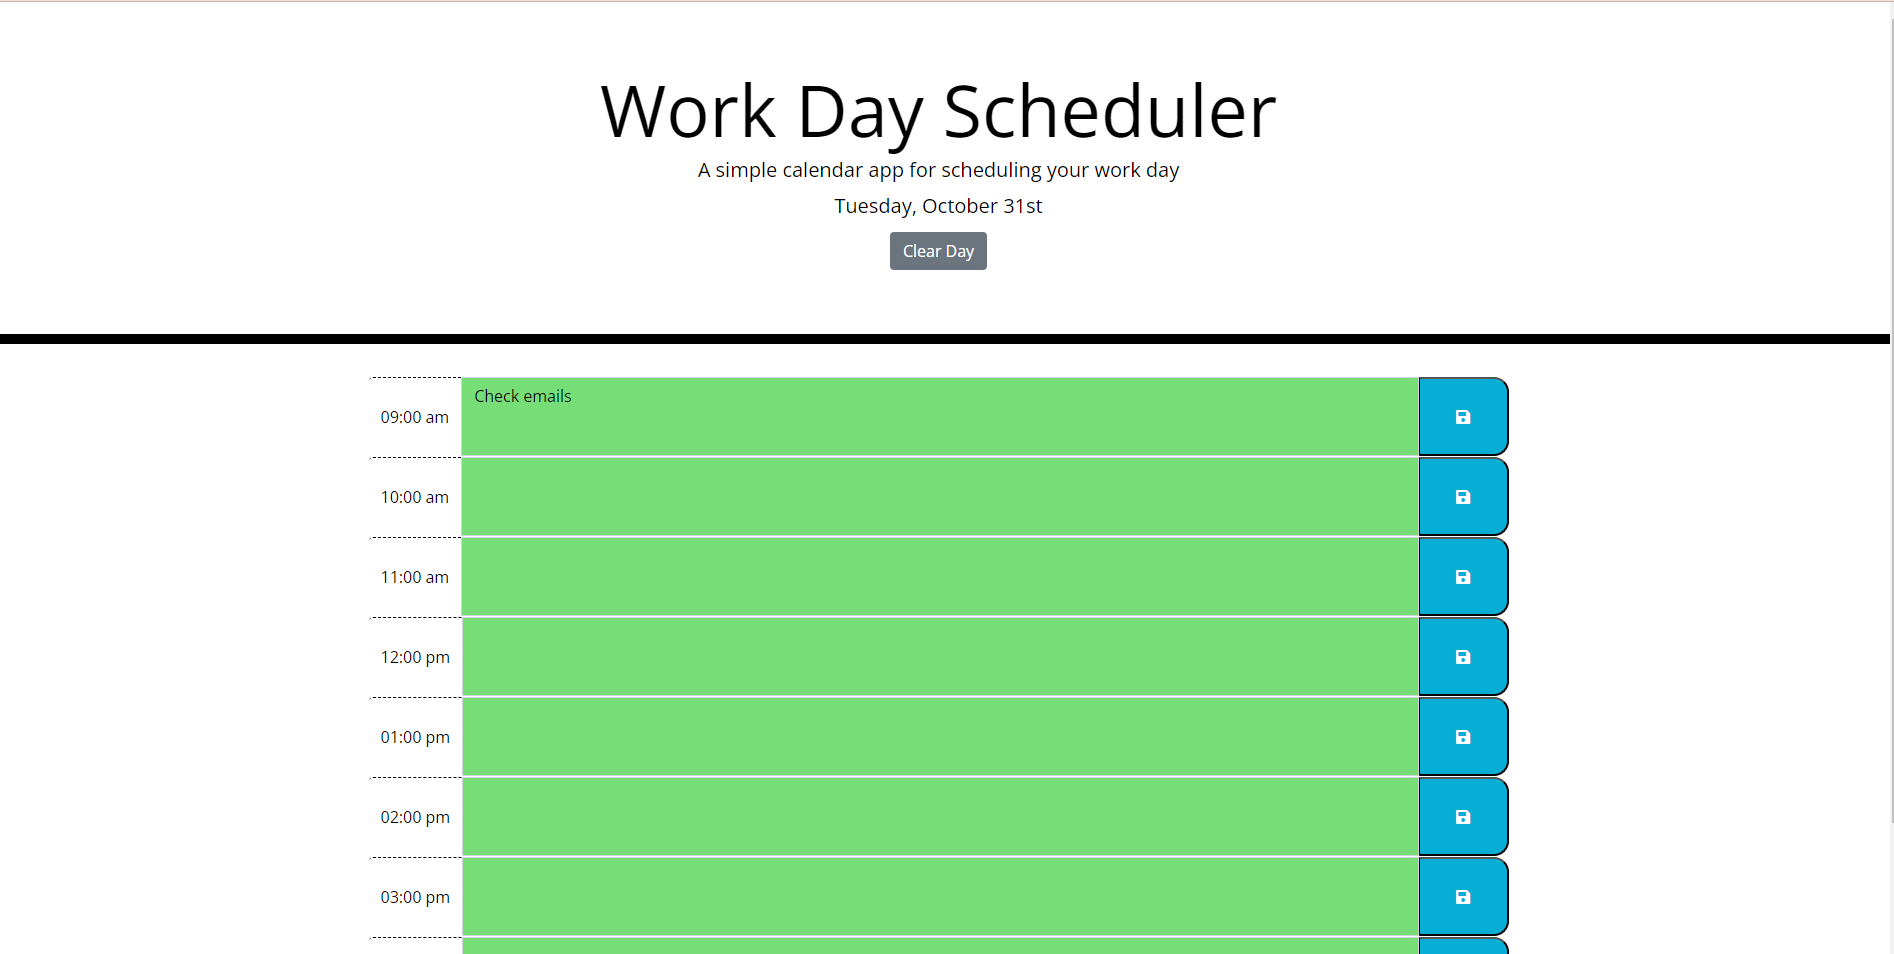 Work Day Scheduler
A simple calendar app for scheduling your work day
Tuesday, October 31st
Clear Day
09:00 am
Check emails
10:00 am
11:00 am
12:00 pm
01:00 pm
02:00 pm
03:00 pm